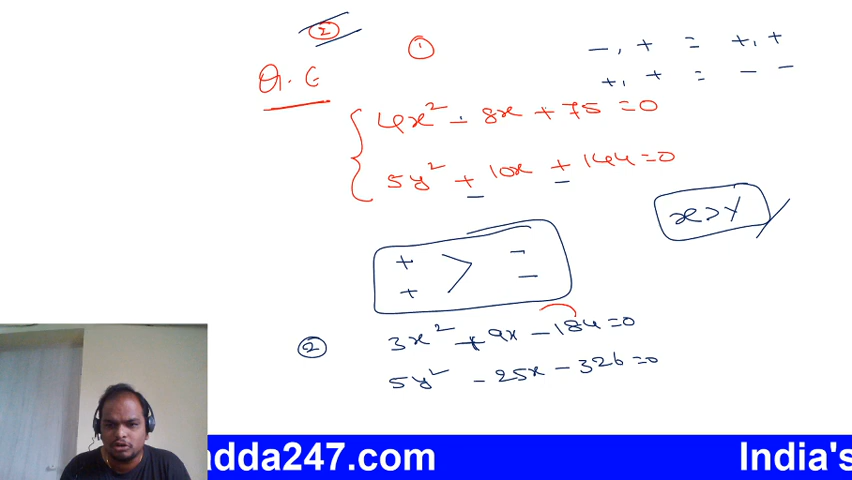 ②
①
Q.E
-, + = +, +
+, + = - -
4x² - 8x + 75 = 0
5y² + 10x + 144 = 0
x > y
+ > -
+ -
② 3x² + 9x - 184 = 0
5y² - 25x - 326 = 0
adda247.com
India's